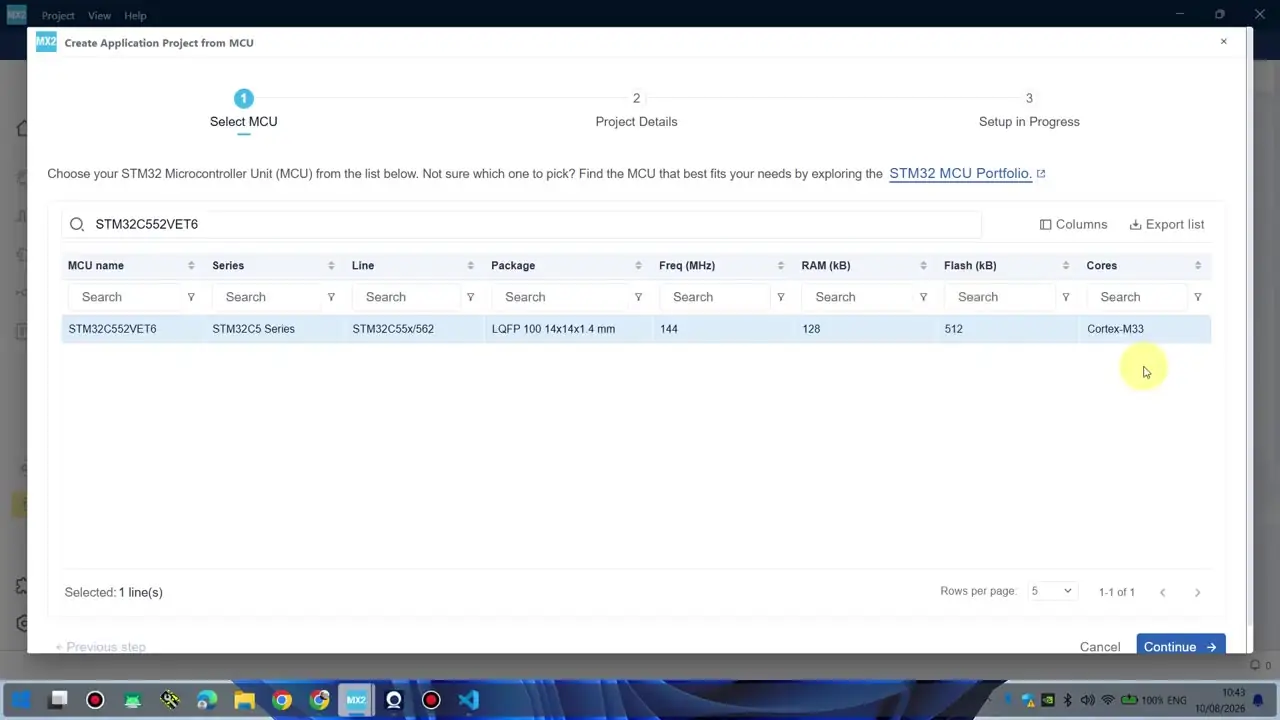 MX2 Project View Help
MX2 Create Application Project from MCU
1 2 3
Select MCU Project Details Setup in Progress
Choose your STM32 Microcontroller Unit (MCU) from the list below. Not sure which one to pick? Find the MCU that best fits your needs by exploring the STM32 MCU Portfolio.
STM32C552VET6 Columns Export list
MCU name Series Line Package Freq (MHz) RAM (kB) Flash (kB) Cores
Search Search Search Search Search Search Search Search
STM32C552VET6 STM32C5 Series STM32C55x/562 LQFP 100 14x14x1.4 mm 144 128 512 Cortex-M33
Selected: 1 line(s) Rows per page: 5 1-1 of 1
Previous step Cancel Continue
0
MX2 100% ENG 10:43
10/08/2026